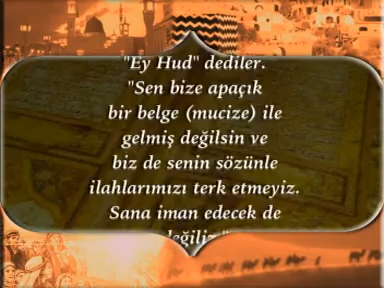 "Ey Hud" dediler.
"Sen bize apaçık
bir belge (mucize) ile
gelmiş değilsin ve
biz de senin sözünle
ilahlarımızı terk etmeyiz.
Sana iman edecek de
değiliz."